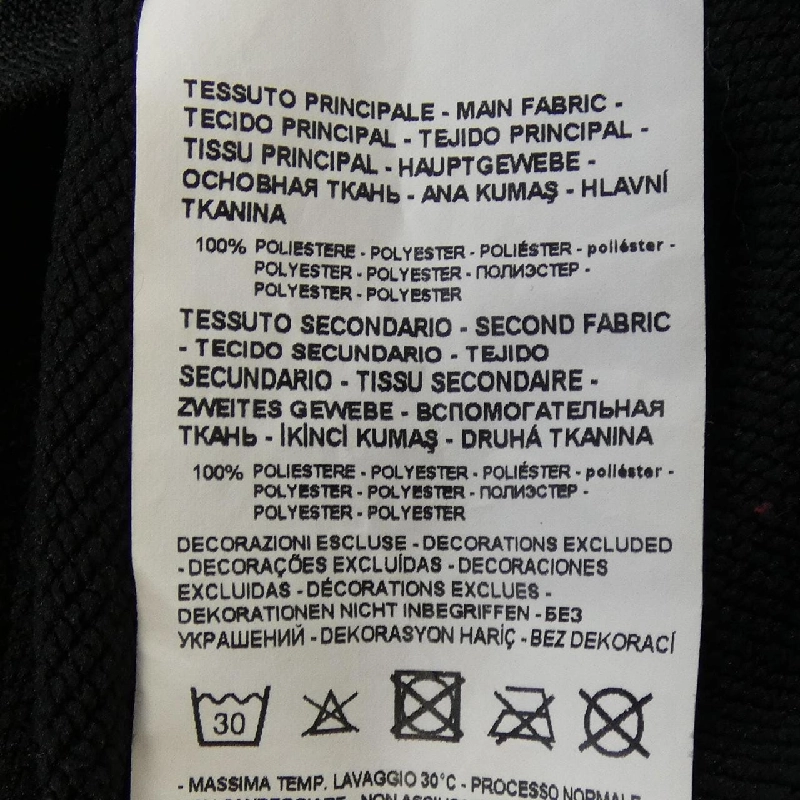 TESSUTO PRINCIPALE - MAIN FABRIC -
TECIDO PRINCIPAL - TEJIDO PRINCIPAL -
TISSU PRINCIPAL - HAUPTGEWEBE -
ОСНОВНАЯ ТКАНЬ - ANA KUMAŞ - HLAVNÍ
TKANINA
100% POLIESTERE - POLYESTER - POLIÉSTER - poliéster -
POLYESTER - POLYESTER - ПОЛИЭСТЕР -
POLYESTER - POLYESTER
TESSUTO SECONDARIO - SECOND FABRIC
- TECIDO SECUNDARIO - TEJIDO
SECUNDARIO - TISSU SECONDAIRE -
ZWEITES GEWEBE - ВСПОМОГАТЕЛЬНАЯ
ТКАНЬ - İKİNCİ KUMAŞ - DRUHÁ TKANINA
100% POLIESTERE - POLYESTER - POLIÉSTER - poliéster -
POLYESTER - POLYESTER - ПОЛИЭСТЕР -
POLYESTER - POLYESTER
DECORAZIONI ESCLUSE - DECORATIONS EXCLUDED
- DECORAÇÕES EXCLUÍDAS - DECORACIONES
EXCLUIDAS - DÉCORATIONS EXCLUES -
DEKORATIONEN NICHT INBEGRIFFEN - БЕЗ
УКРАШЕНИЙ - DEKORASYON HARİÇ - BEZ DEKORACÍ
30
- MASSIMA TEMP. LAVAGGIO 30°C - PROCESSO NORMALE